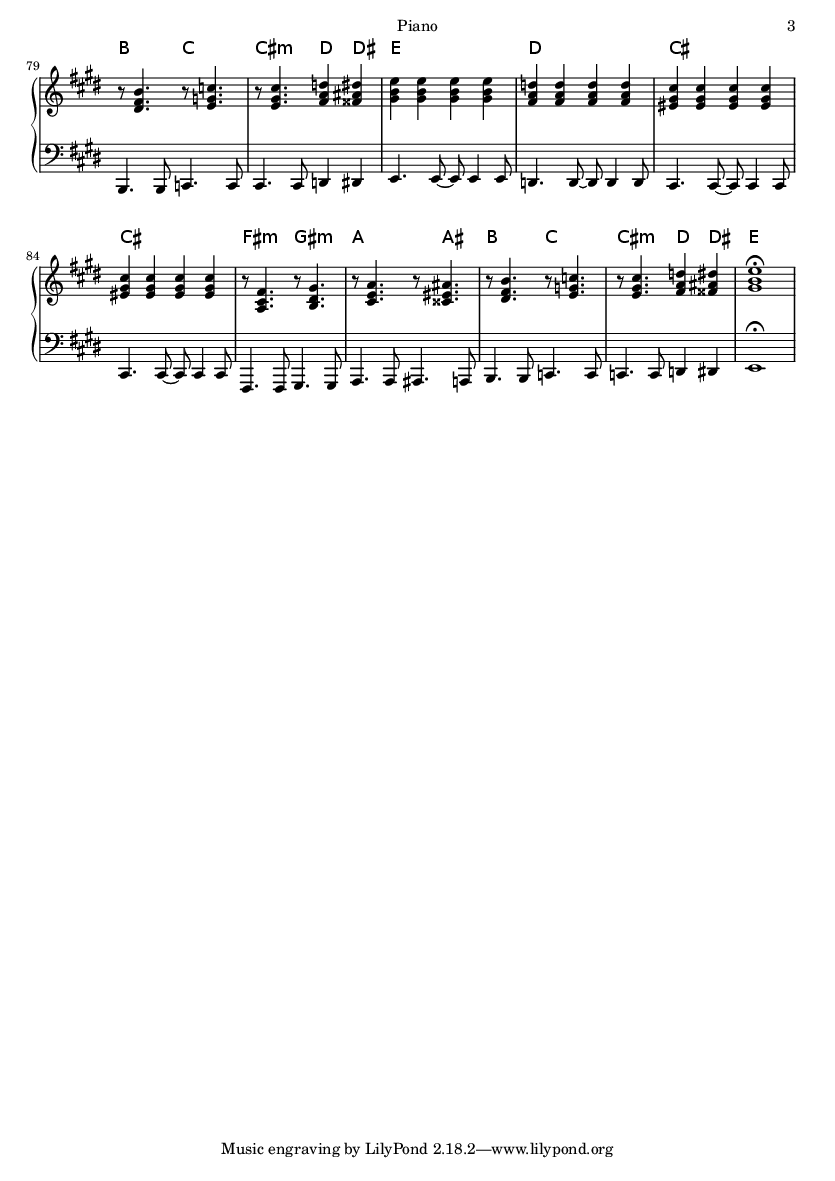 Piano 3
B C C♯m D D♯ E D C♯
79
C♯ F♯m G♯m A A♯ B C C♯m D D♯ E
84
Music engraving by LilyPond 2.18.2—www.lilypond.org